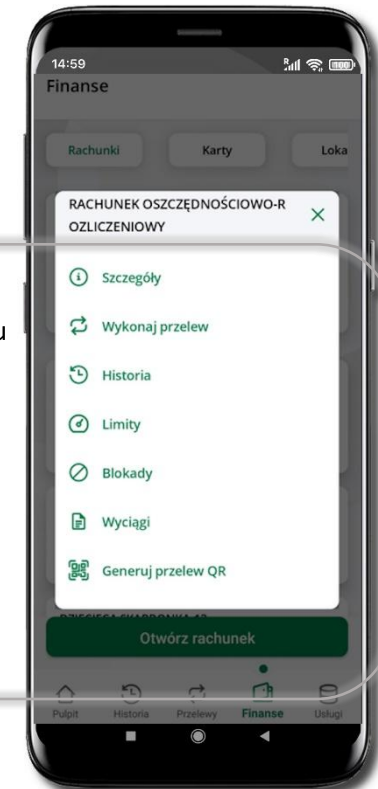 14:59
Finanse
Rachunki Karty Loka
RACHUNEK OSZCZĘDNOŚCIOWO-R
OZLICZENIOWY
Szczegóły
u
Wykonaj przelew
Historia
Limity
Blokady
Wyciągi
Generuj przelew QR
Otwórz rachunek
Pulpit Historia Przelewy Finanse Usługi